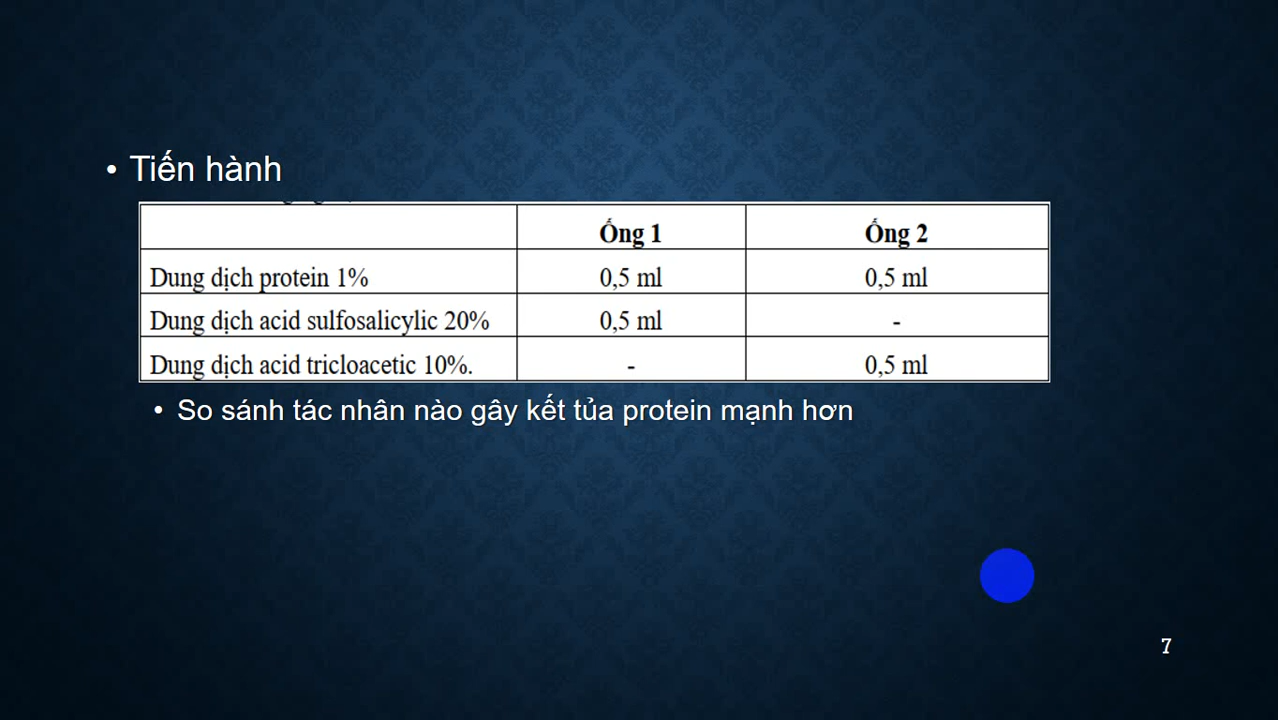 • Tiến hành
Ống 1 Ống 2
Dung dịch protein 1% 0,5 ml 0,5 ml
Dung dịch acid sulfosalicylic 20% 0,5 ml -
Dung dịch acid tricloacetic 10%. - 0,5 ml
• So sánh tác nhân nào gây kết tủa protein mạnh hơn
7